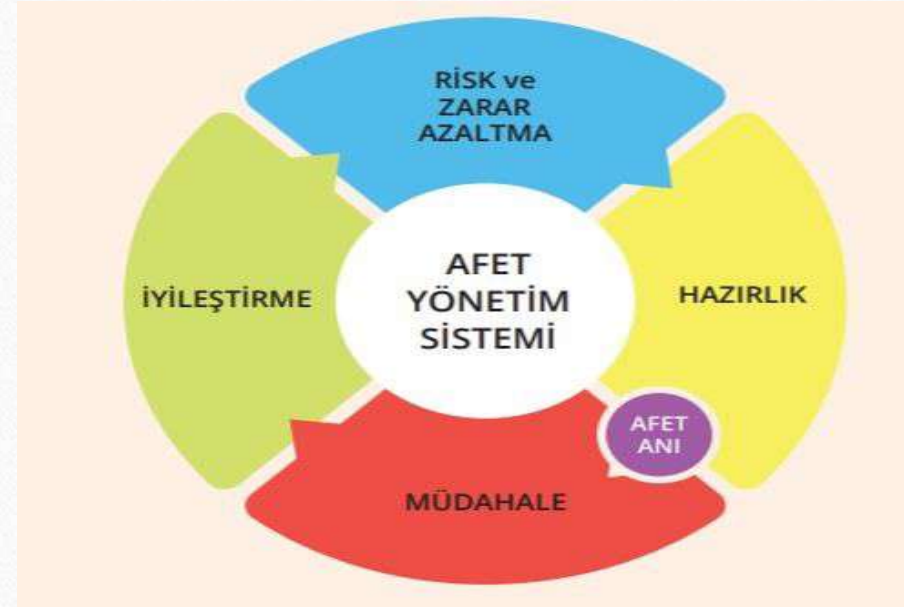 RİSK ve
ZARAR
AZALTMA
AFET
YÖNETİM
SİSTEMİ
İYİLEŞTİRME
HAZIRLIK
AFET
ANI
MÜDAHALE